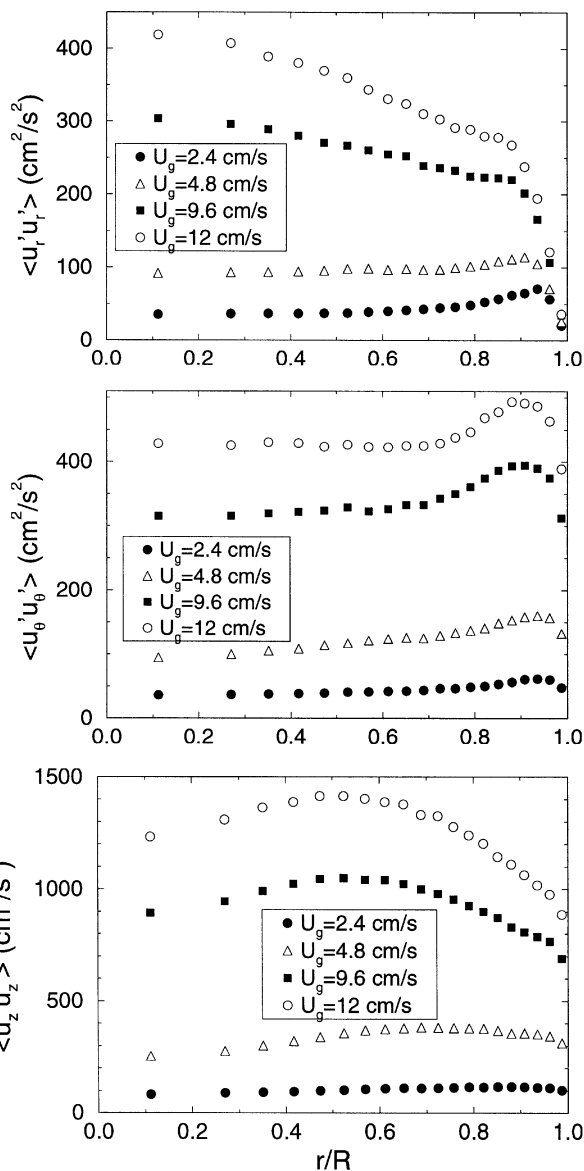 400
300
200
100
0
<u_r'u_r'> (cm²/s²)
● U_g=2.4 cm/s
△ U_g=4.8 cm/s
■ U_g=9.6 cm/s
○ U_g=12 cm/s
0.0 0.2 0.4 0.6 0.8 1.0
400
200
0
<u_θ'u_θ'> (cm²/s²)
● U_g=2.4 cm/s
△ U_g=4.8 cm/s
■ U_g=9.6 cm/s
○ U_g=12 cm/s
0.0 0.2 0.4 0.6 0.8 1.0
1500
1000
500
0
<u_z u_z > (cm /s )
● U_g=2.4 cm/s
△ U_g=4.8 cm/s
■ U_g=9.6 cm/s
○ U_g=12 cm/s
0.0 0.2 0.4 0.6 0.8 1.0
r/R